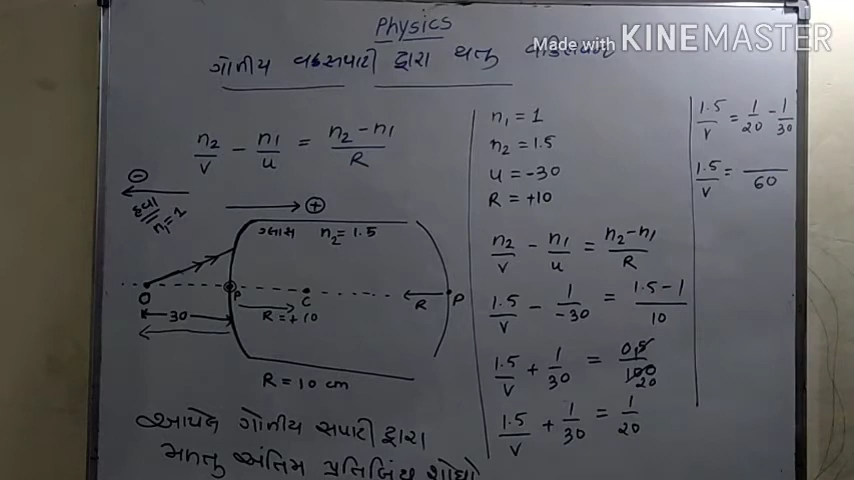 Physics
ગોળીય વક્રસપાટી દ્વારા થતુ વક્રીભવન
Made with KINEMASTER
n₂/v - n₁/u = n₂-n₁/R
⊖
હવા n₁=1
⊕
ગ્લાસ n₂=1.5
O
P
C
R
P
30
R=+10
R = 10 cm
આપેલ ગોળીય સપાટી દ્વારા
મળતુ અંતિમ પ્રતિબિંબ શોધો
n₁ = 1
n₂ = 1.5
u = -30
R = +10
n₂/v - n₁/u = n₂-n₁/R
1.5/v - 1/-30 = 1.5-1/10
1.5/v + 1/30 = 0.5/100 20
1.5/v + 1/30 = 1/20
1.5/v = 1/20 - 1/30
1.5/v = /60